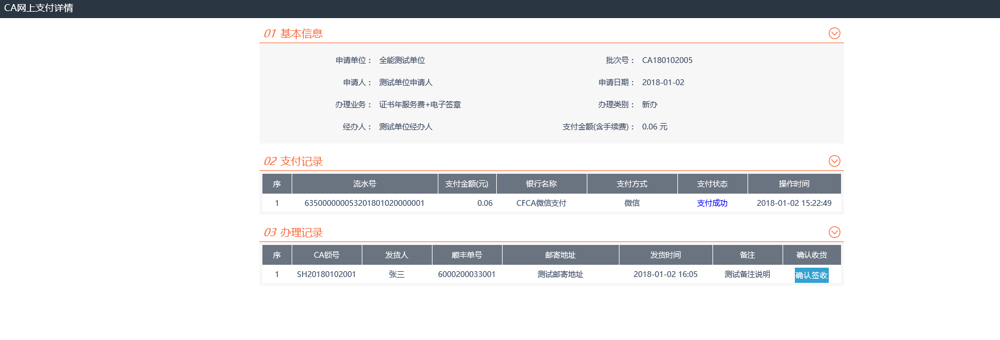 CA网上支付详情
01 基本信息
申请单位： 全能测试单位 批次号： CA180102005
申请人： 测试单位申请人 申请日期： 2018-01-02
办理业务： 证书年服务费+电子签章 办理类别： 新办
经办人： 测试单位经办人 支付金额(含手续费)： 0.06 元
02 支付记录
序 流水号 支付金额(元) 银行名称 支付方式 支付状态 操作时间
1 635000000053201801020000001 0.06 CFCA微信支付 微信 支付成功 2018-01-02 15:22:49
03 办理记录
序 CA锁号 发货人 顺丰单号 邮寄地址 发货时间 备注 确认收货
1 SH20180102001 张三 6000200033001 测试邮寄地址 2018-01-02 16:05 测试备注说明 确认签收